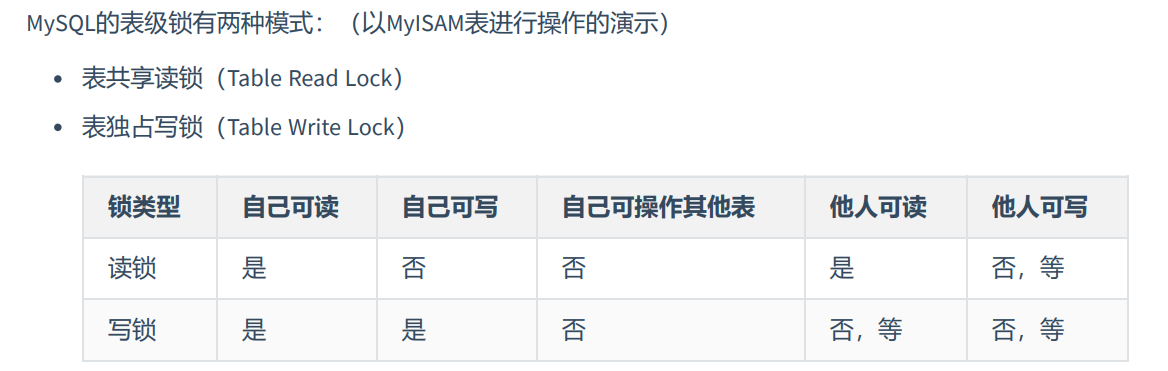 MySQL的表级锁有两种模式：（以MyISAM表进行操作的演示）
表共享读锁（Table Read Lock）
表独占写锁（Table Write Lock）
锁类型 自己可读 自己可写 自己可操作其他表 他人可读 他人可写
读锁 是 否 否 是 否，等
写锁 是 是 否 否，等 否，等